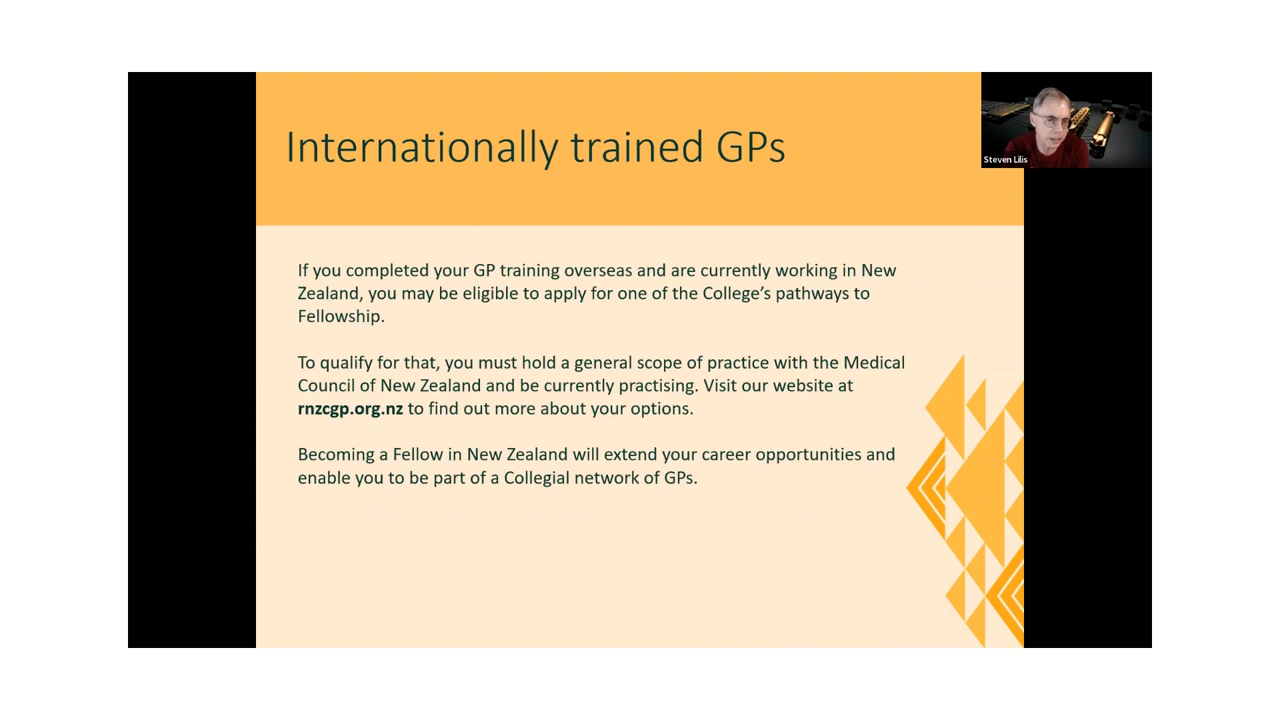 Internationally trained GPs
Steven Lilis
If you completed your GP training overseas and are currently working in New
Zealand, you may be eligible to apply for one of the College’s pathways to
Fellowship.
To qualify for that, you must hold a general scope of practice with the Medical
Council of New Zealand and be currently practising. Visit our website at
rnzcgp.org.nz to find out more about your options.
Becoming a Fellow in New Zealand will extend your career opportunities and
enable you to be part of a Collegial network of GPs.